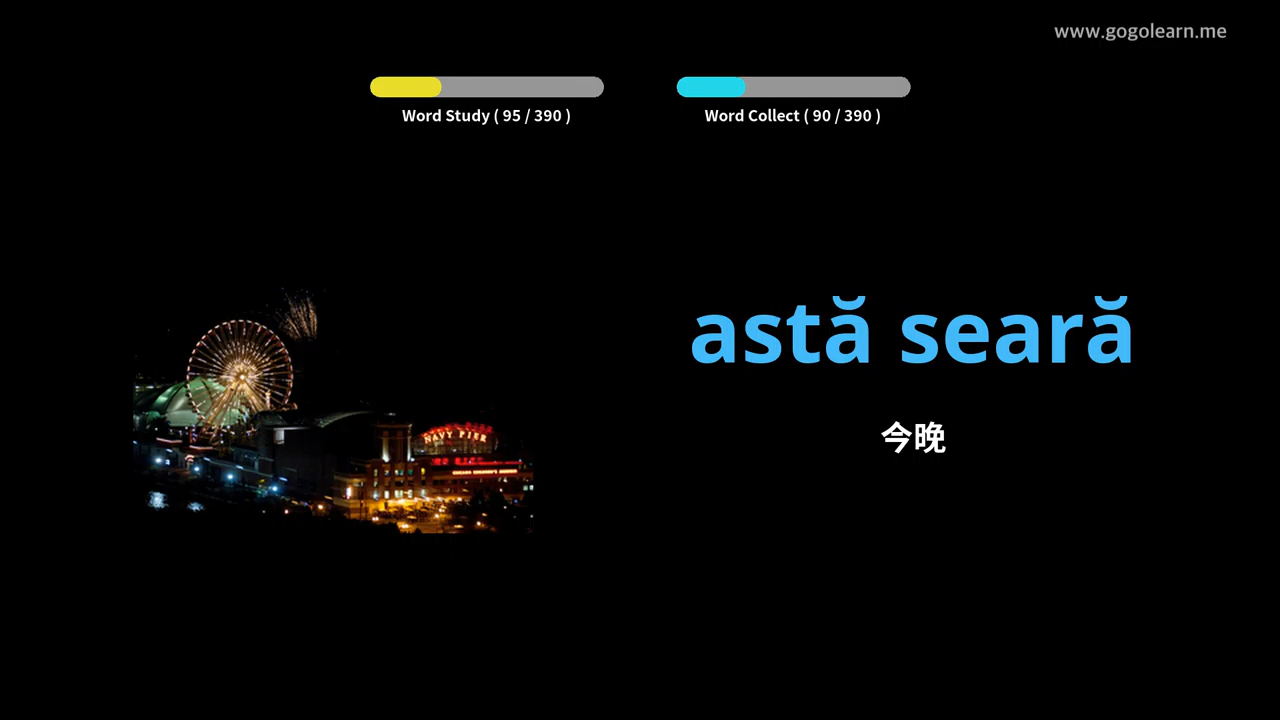 www.gogolearn.me
Word Study ( 95 / 390 )
Word Collect ( 90 / 390 )
astă seară
今晚
NAVY PIER